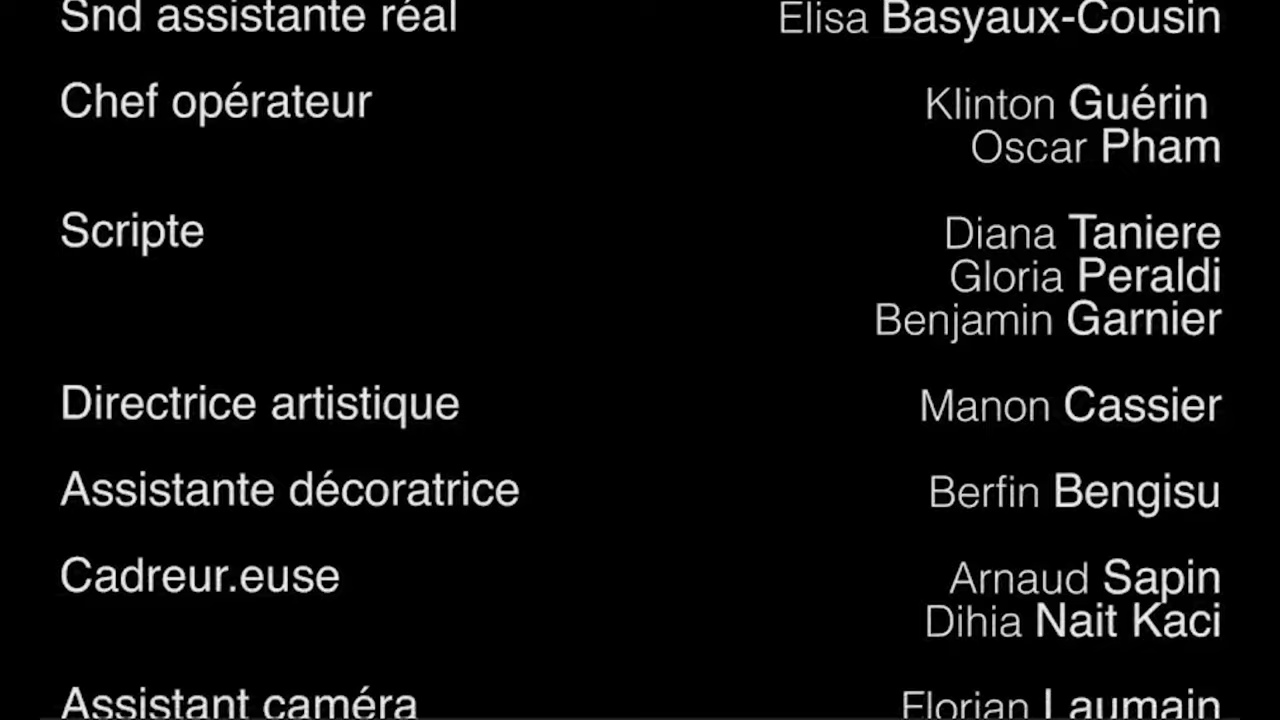 Snd assistante réal Elisa Basyaux-Cousin
Chef opérateur Klinton Guérin
Oscar Pham
Scripte Diana Taniere
Gloria Peraldi
Benjamin Garnier
Directrice artistique Manon Cassier
Assistante décoratrice Berfin Bengisu
Cadreur.euse Arnaud Sapin
Dihia Nait Kaci
Assistant caméra Florian Laumain